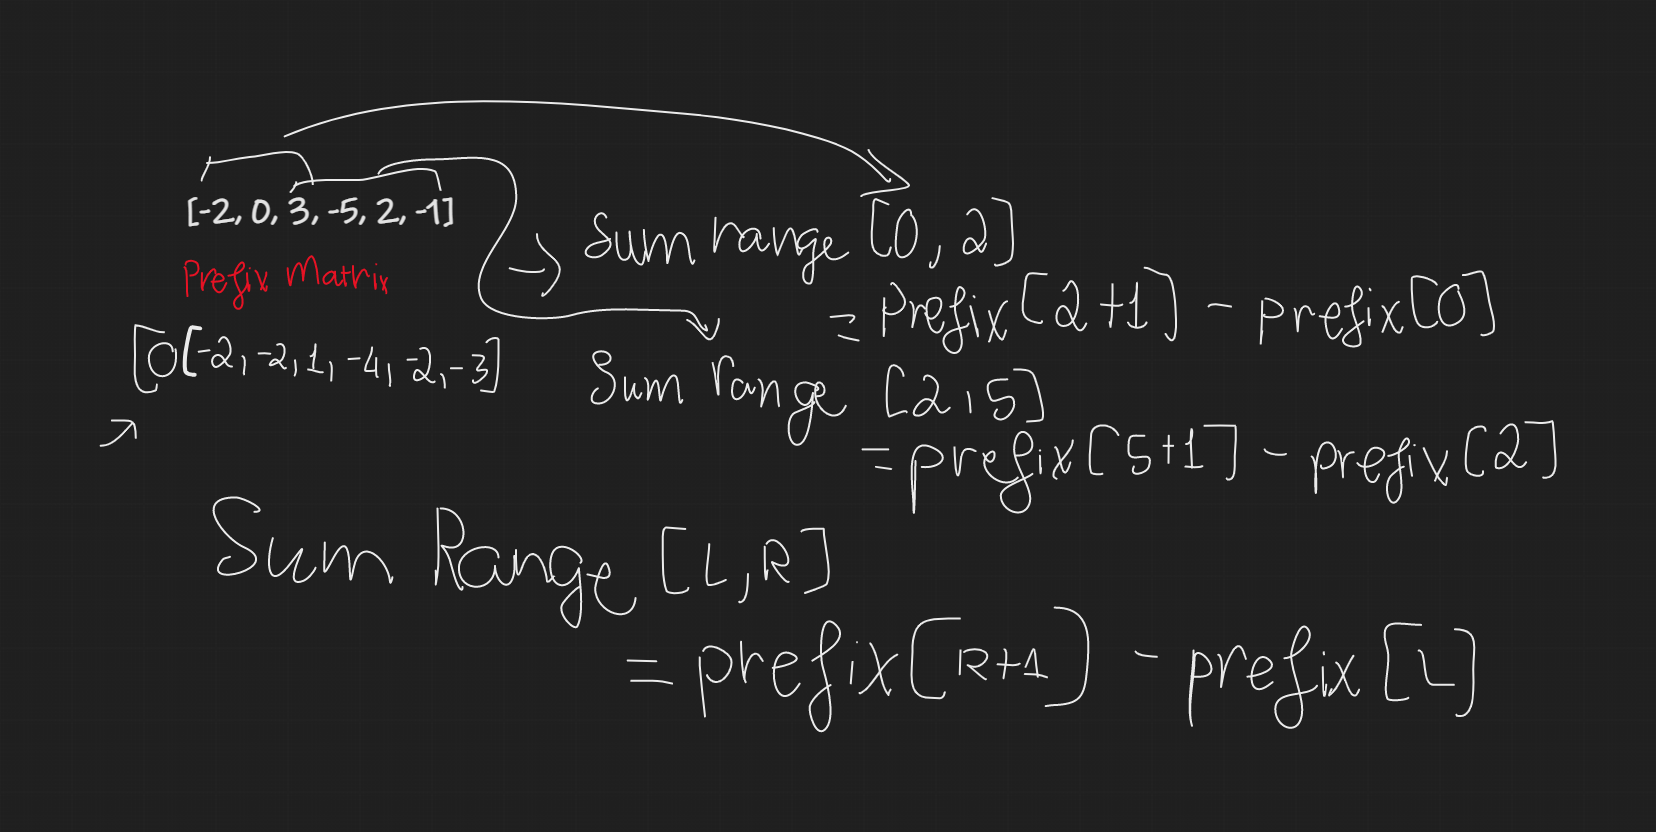 [-2, 0, 3, -5, 2, -1]
Prefix Matrix
[0[-2, -2, 1, -4, -2, -3]
Sum range [0, 2]
= Prefix[2+1] - prefix[0]
Sum range [2, 5]
= prefix[5+1] - prefix[2]
Sum Range [L, R]
= prefix[R+1] - prefix[L]